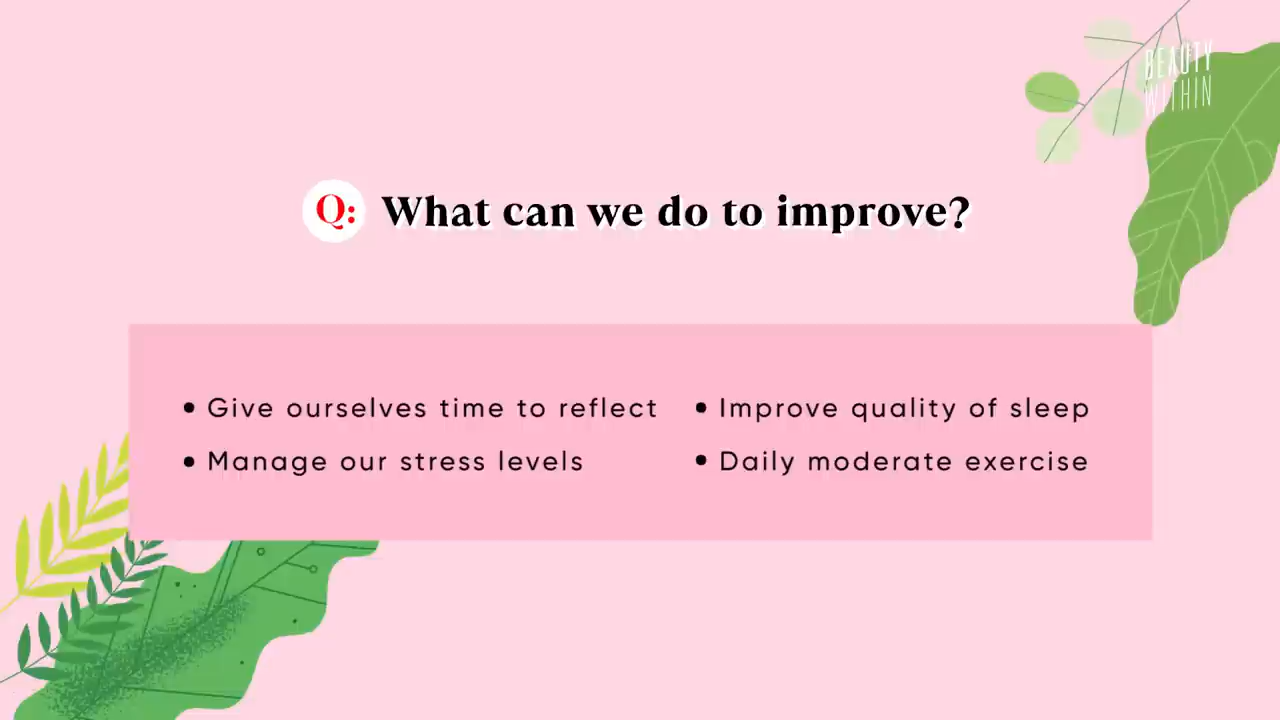 BEAUTY
WITHIN
Q: What can we do to improve?
• Give ourselves time to reflect
• Manage our stress levels
• Improve quality of sleep
• Daily moderate exercise